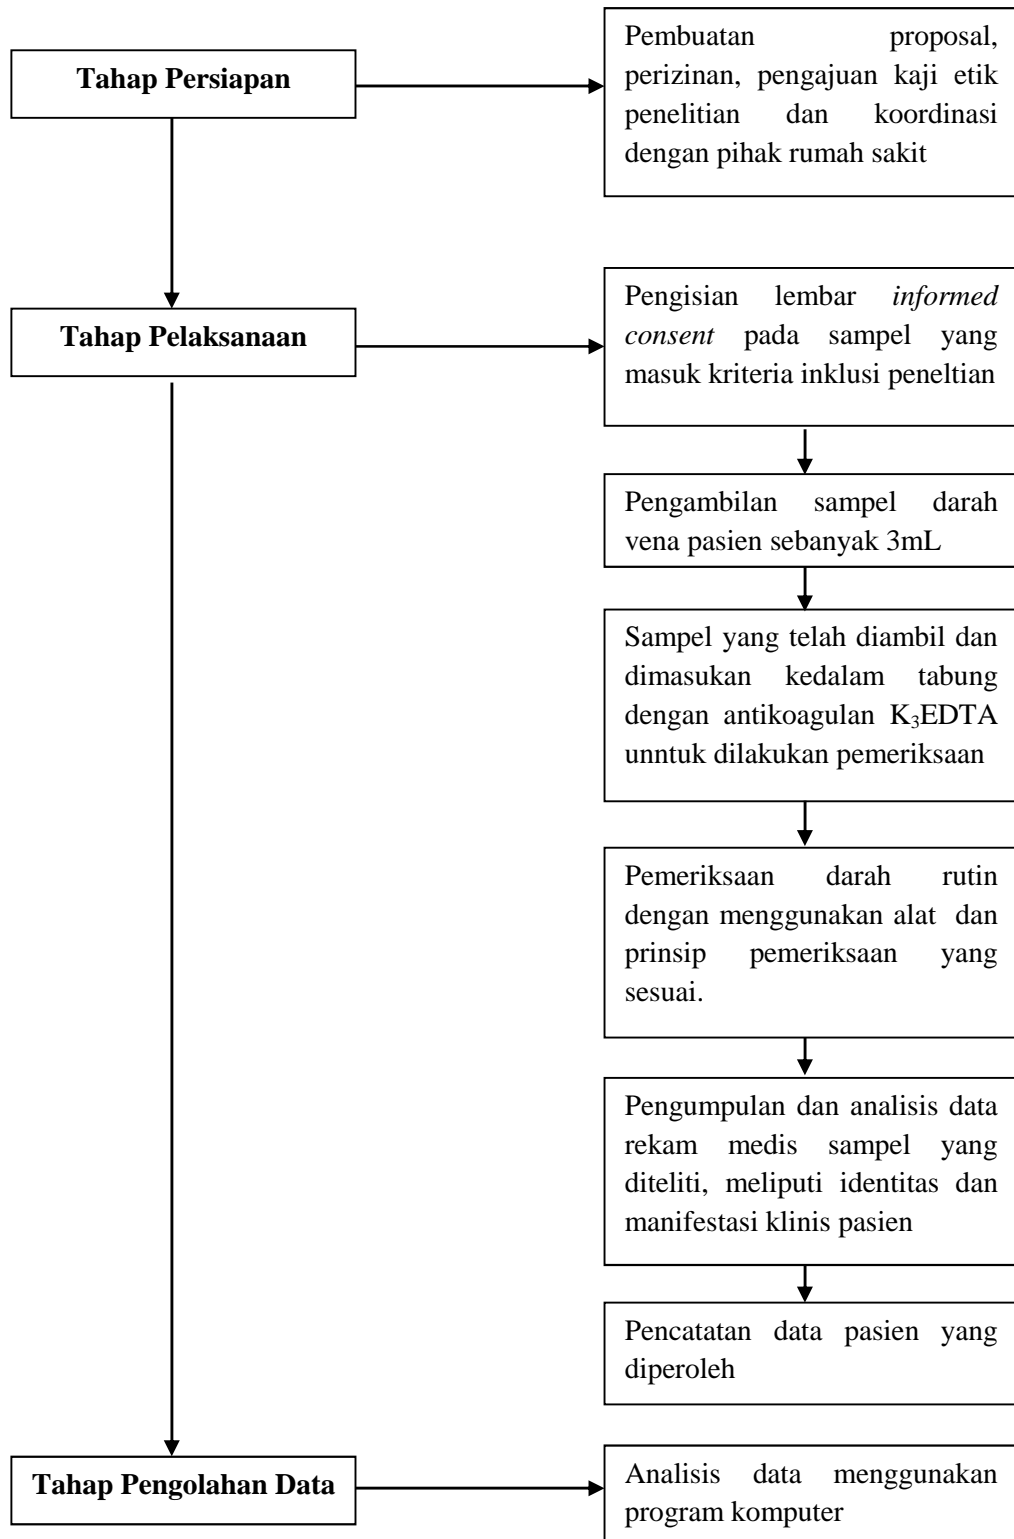 Tahap Persiapan
Pembuatan proposal,
perizinan, pengajuan kaji etik
penelitian dan koordinasi
dengan pihak rumah sakit
Tahap Pelaksanaan
Pengisian lembar informed
consent pada sampel yang
masuk kriteria inklusi peneltian
Pengambilan sampel darah
vena pasien sebanyak 3mL
Sampel yang telah diambil dan
dimasukan kedalam tabung
dengan antikoagulan K₃EDTA
unntuk dilakukan pemeriksaan
Pemeriksaan darah rutin
dengan menggunakan alat dan
prinsip pemeriksaan yang
sesuai.
Pengumpulan dan analisis data
rekam medis sampel yang
diteliti, meliputi identitas dan
manifestasi klinis pasien
Pencatatan data pasien yang
diperoleh
Tahap Pengolahan Data
Analisis data menggunakan
program komputer